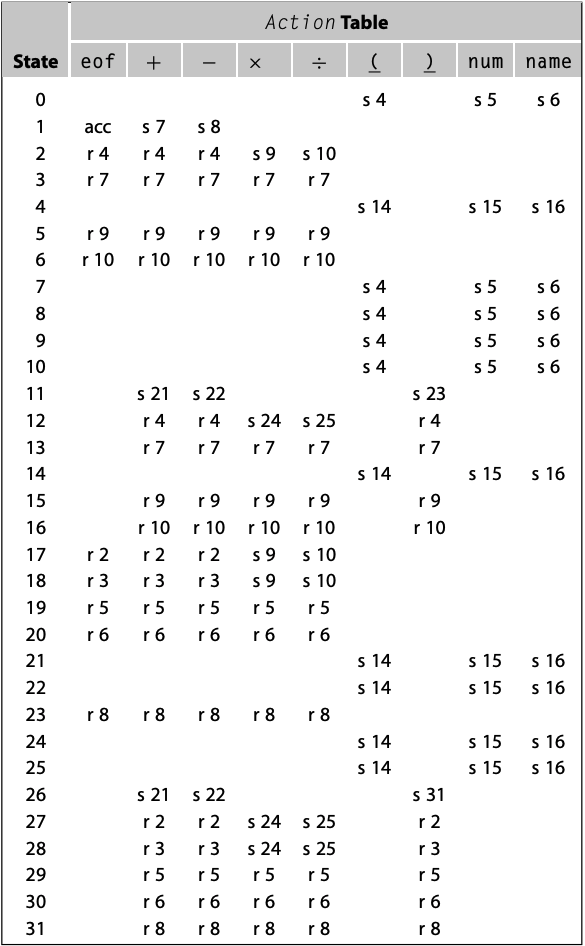 Action Table
State eof + − × ÷ ( ) num name
0 s 4 s 5 s 6
1 acc s 7 s 8
2 r 4 r 4 r 4 s 9 s 10
3 r 7 r 7 r 7 r 7 r 7
4 s 14 s 15 s 16
5 r 9 r 9 r 9 r 9 r 9
6 r 10 r 10 r 10 r 10 r 10
7 s 4 s 5 s 6
8 s 4 s 5 s 6
9 s 4 s 5 s 6
10 s 4 s 5 s 6
11 s 21 s 22 s 23
12 r 4 r 4 s 24 s 25 r 4
13 r 7 r 7 r 7 r 7 r 7
14 s 14 s 15 s 16
15 r 9 r 9 r 9 r 9 r 9
16 r 10 r 10 r 10 r 10 r 10
17 r 2 r 2 r 2 s 9 s 10
18 r 3 r 3 r 3 s 9 s 10
19 r 5 r 5 r 5 r 5 r 5
20 r 6 r 6 r 6 r 6 r 6
21 s 14 s 15 s 16
22 s 14 s 15 s 16
23 r 8 r 8 r 8 r 8 r 8
24 s 14 s 15 s 16
25 s 14 s 15 s 16
26 s 21 s 22 s 31
27 r 2 r 2 s 24 s 25 r 2
28 r 3 r 3 s 24 s 25 r 3
29 r 5 r 5 r 5 r 5 r 5
30 r 6 r 6 r 6 r 6 r 6
31 r 8 r 8 r 8 r 8 r 8